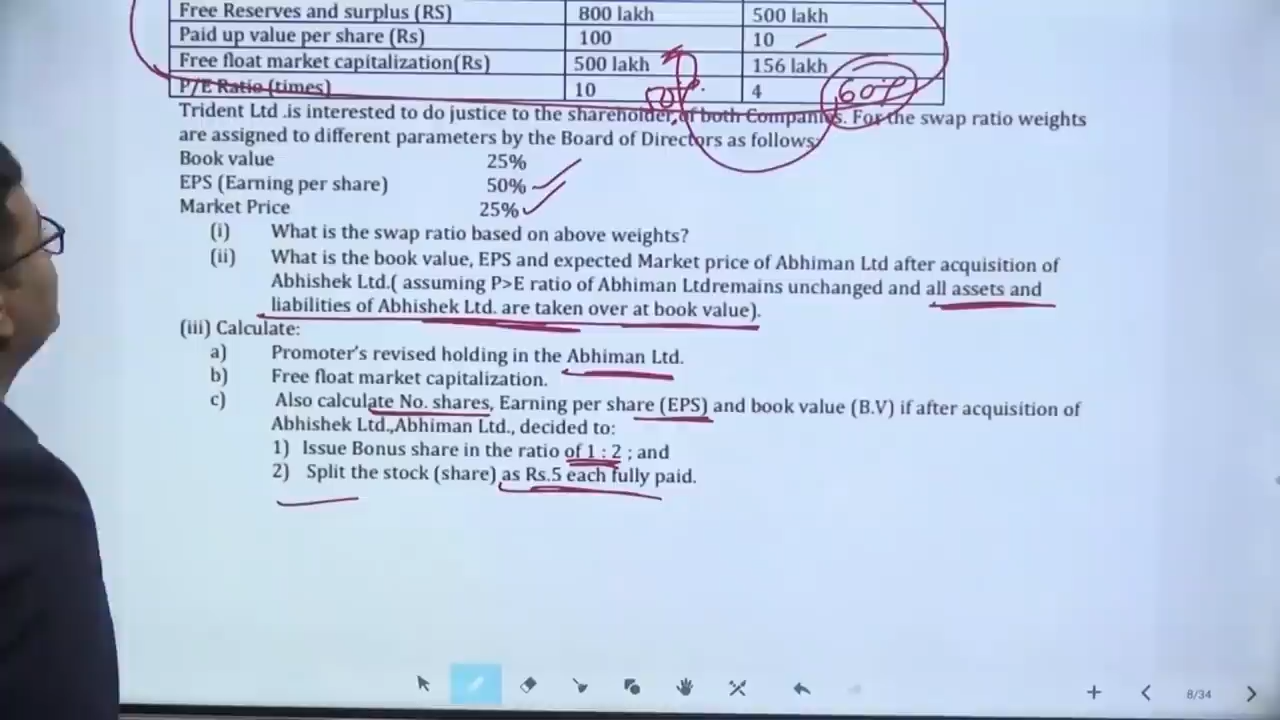 Free Reserves and surplus (RS) 800 lakh 500 lakh
Paid up value per share (Rs) 100 10
Free float market capitalization(Rs) 500 lakh 156 lakh
P/E Ratio (times) 10 50% 4 60%
Trident Ltd .is interested to do justice to the shareholder, of both Companies. For the swap ratio weights
are assigned to different parameters by the Board of Directors as follows:
Book value 25%
EPS (Earning per share) 50%
Market Price 25%
(i) What is the swap ratio based on above weights?
(ii) What is the book value, EPS and expected Market price of Abhiman Ltd after acquisition of
Abhishek Ltd.( assuming P>E ratio of Abhiman Ltdremains unchanged and all assets and
liabilities of Abhishek Ltd. are taken over at book value).
(iii) Calculate:
a) Promoter's revised holding in the Abhiman Ltd.
b) Free float market capitalization.
c) Also calculate No. shares, Earning per share (EPS) and book value (B.V) if after acquisition of
Abhishek Ltd.,Abhiman Ltd., decided to:
1) Issue Bonus share in the ratio of 1 : 2 ; and
2) Split the stock (share) as Rs.5 each fully paid.
8/34